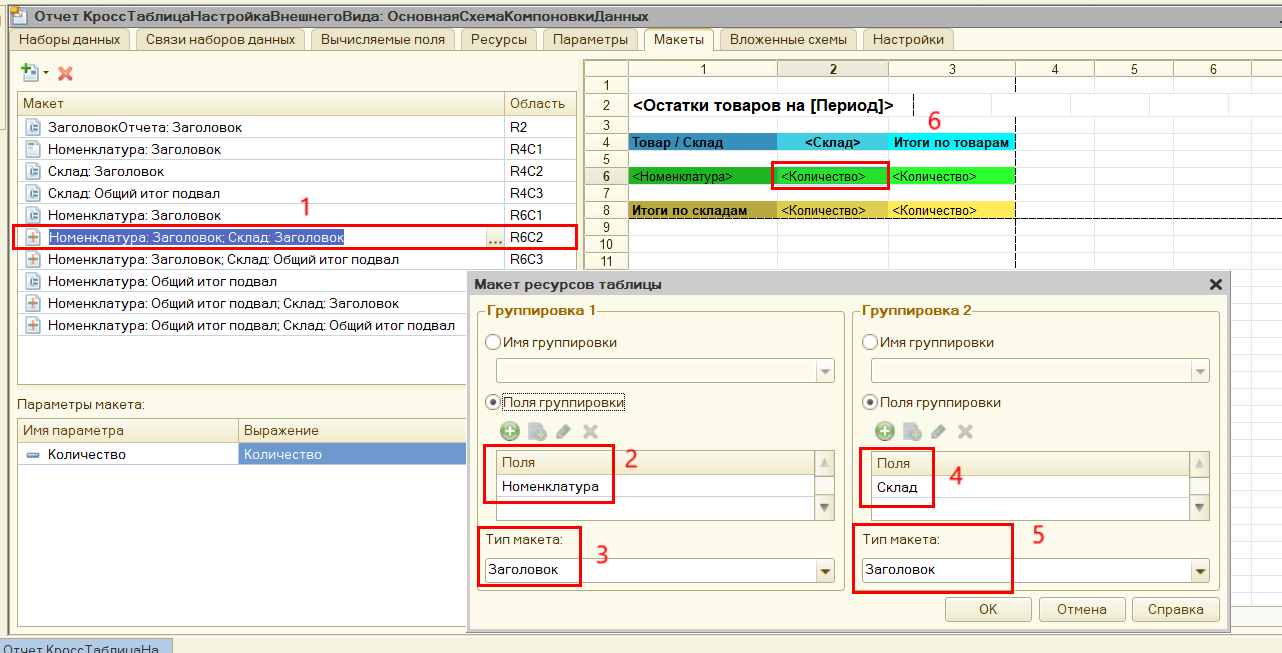 Отчет КроссТаблицаНастройкаВнешнегоВида: ОсновнаяСхемаКомпоновкиДанных
Наборы данных Связи наборов данных Вычисляемые поля Ресурсы Параметры Макеты Вложенные схемы Настройки
Макет Область
ЗаголовокОтчета: Заголовок R2
Номенклатура: Заголовок R4C1
Склад: Заголовок R4C2
Склад: Общий итог подвал R4C3
Номенклатура: Заголовок R6C1
1
Номенклатура: Заголовок; Склад: Заголовок ... R6C2
Номенклатура: Заголовок; Склад: Общий итог подвал R6C3
Номенклатура: Общий итог подвал
Номенклатура: Общий итог подвал; Склад: Заголовок
Номенклатура: Общий итог подвал; Склад: Общий итог подвал
Параметры макета:
Имя параметра Выражение
Количество Количество
1 2 3 4 5 6
1
2 <Остатки товаров на [Период]>
3 6
4 Товар / Склад <Склад> Итоги по товарам
5
6 <Номенклатура> <Количество> <Количество>
7
8 Итоги по складам <Количество> <Количество>
9
10
11
Макет ресурсов таблицы
Группировка 1
Имя группировки
Поля группировки
Поля 2
Номенклатура
Тип макета:
Заголовок 3
Группировка 2
Имя группировки
Поля группировки
Поля 4
Склад
Тип макета: 5
Заголовок
OK Отмена Справка
Отчет КроссТаблицаНа...